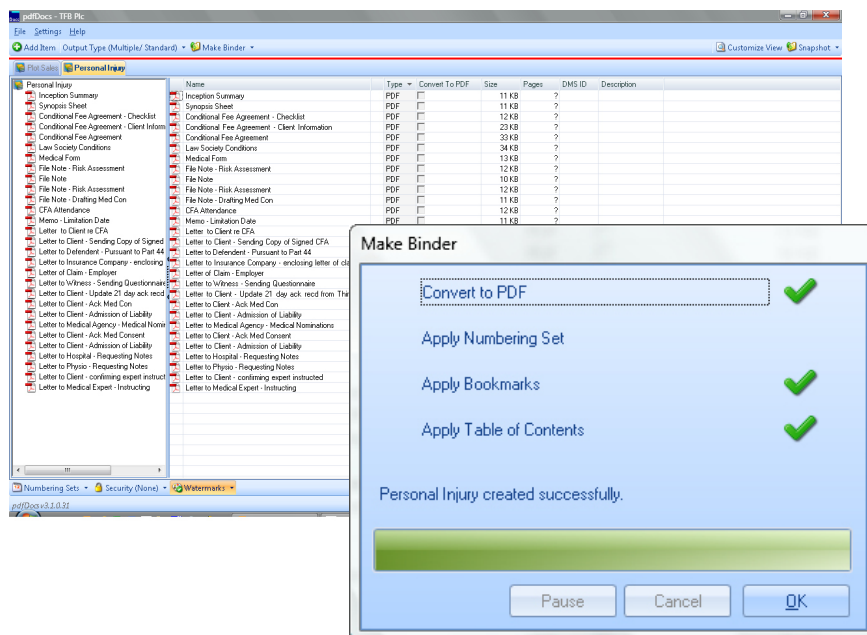 pdfDocs - TFB Plc
File Settings Help
Add Item Output Type (Multiple/ Standard) Make Binder Customize View Snapshot
Plot Sales Personal Injury
Personal Injury
Inception Summary
Synopsis Sheet
Conditional Fee Agreement - Checklist
Conditional Fee Agreement - Client Inform
Conditional Fee Agreement
Law Society Conditions
Medical Form
File Note - Risk Assessment
File Note
File Note - Risk Assessment
File Note - Drafting Med Con
CFA Attendance
Memo - Limitation Date
Letter to Client re CFA
Letter to Client - Sending Copy of Signed
Letter to Defendent - Pursuant to Part 44
Letter to Insurance Company - enclosing
Letter of Claim - Employer
Letter to Witness - Sending Questionnaire
Letter to Client - Update 21 day ack recd
Letter to Client - Ack Med Con
Letter to Client - Admission of Liability
Letter to Medical Agency - Medical Nomi
Letter to Client - Ack Med Consent
Letter to Client - Admission of Liability
Letter to Hospital - Requesting Notes
Letter to Physio - Requesting Notes
Letter to Client - confirming expert instruct
Letter to Medical Expert - Instructing
Name Type Convert To PDF Size Pages DMS ID Description
Inception Summary PDF 11 KB ?
Synopsis Sheet PDF 11 KB ?
Conditional Fee Agreement - Checklist PDF 12 KB ?
Conditional Fee Agreement - Client Information PDF 23 KB ?
Conditional Fee Agreement PDF 33 KB ?
Law Society Conditions PDF 34 KB ?
Medical Form PDF 13 KB ?
File Note - Risk Assessment PDF 12 KB ?
File Note PDF 10 KB ?
File Note - Risk Assessment PDF 12 KB ?
File Note - Drafting Med Con PDF 11 KB ?
CFA Attendance PDF 12 KB ?
Memo - Limitation Date PDF 11 KB ?
Letter to Client re CFA
Letter to Client - Sending Copy of Signed CFA
Letter to Defendent - Pursuant to Part 44
Letter to Insurance Company - enclosing letter of cla
Letter of Claim - Employer
Letter to Witness - Sending Questionnaire
Letter to Client - Update 21 day ack recd from Thir
Letter to Client - Ack Med Con
Letter to Client - Admission of Liability
Letter to Medical Agency - Medical Nominations
Letter to Client - Ack Med Consent
Letter to Client - Admission of Liability
Letter to Hospital - Requesting Notes
Letter to Physio - Requesting Notes
Letter to Client - confirming expert instructed
Letter to Medical Expert - Instructing
Numbering Sets Security (None) Watermarks
pdfDocs v3.1.0.31
Make Binder
Convert to PDF
Apply Numbering Set
Apply Bookmarks
Apply Table of Contents
Personal Injury created successfully.
Pause Cancel OK